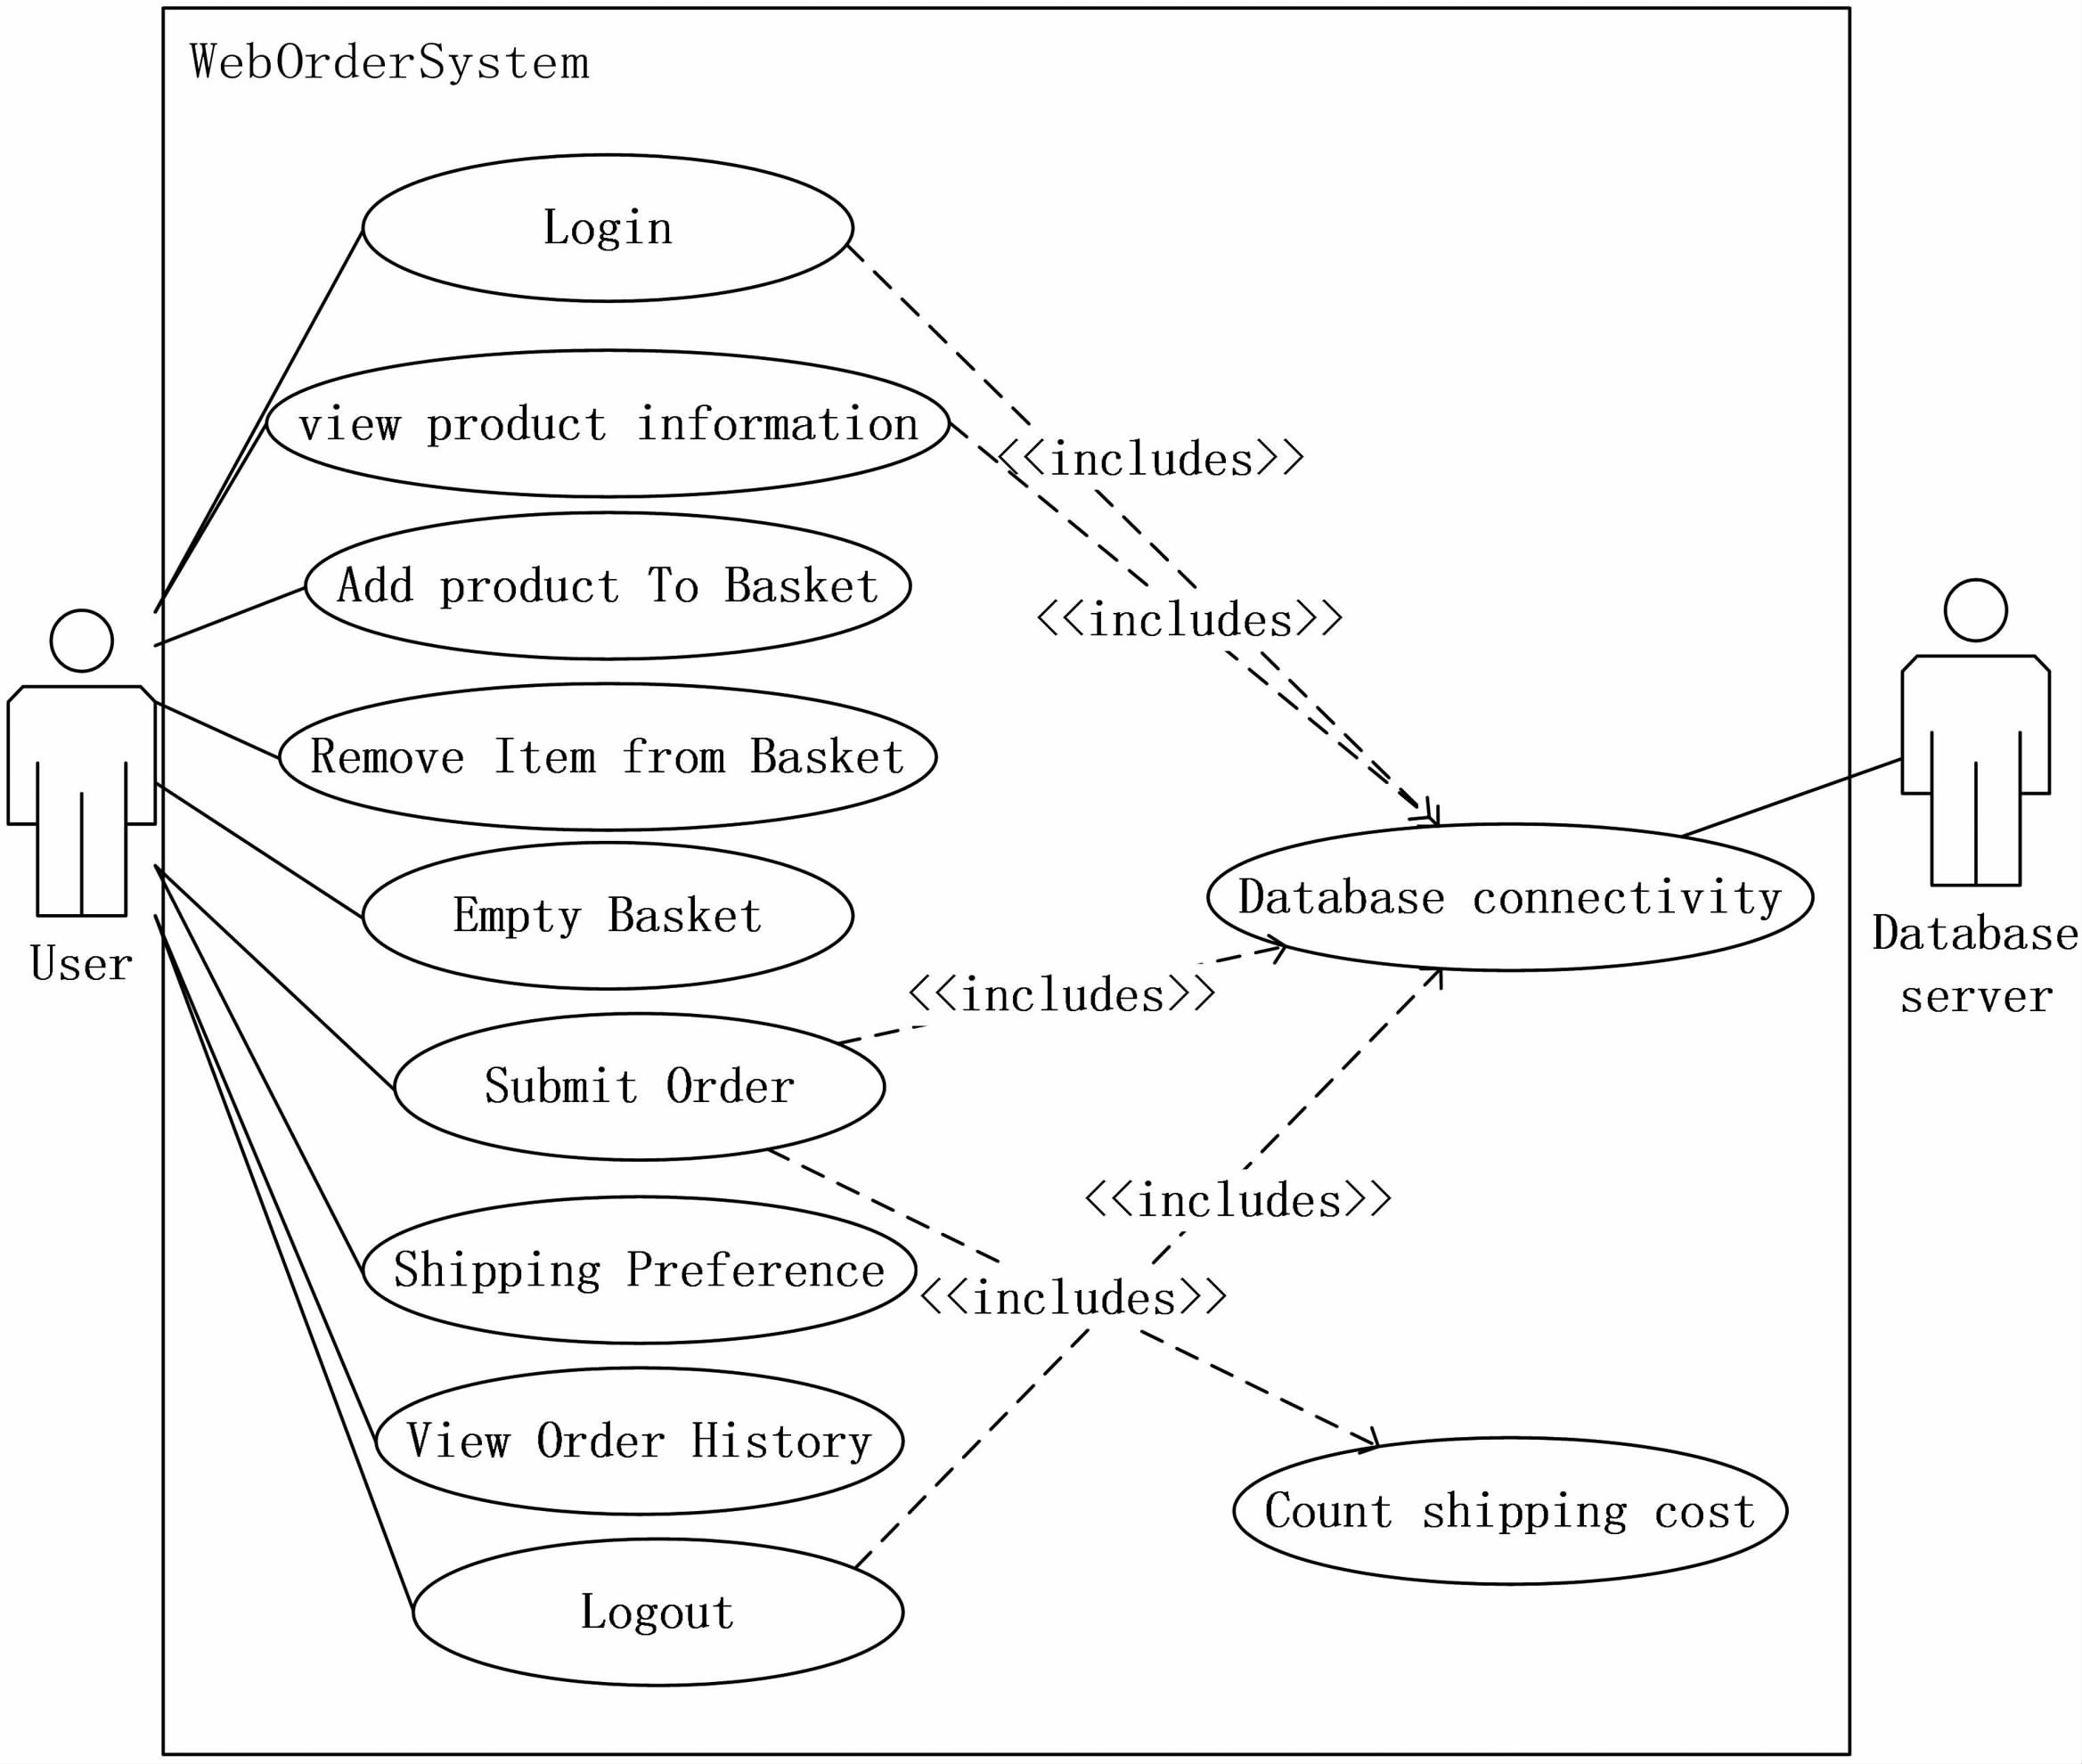 WebOrderSystem
Login
view product information
<<includes>>
Add product To Basket
<<includes>>
Remove Item from Basket
Empty Basket
Database connectivity
User
Database
server
<<includes>>
Submit Order
<<includes>>
Shipping Preference
<<includes>>
View Order History
Count shipping cost
Logout